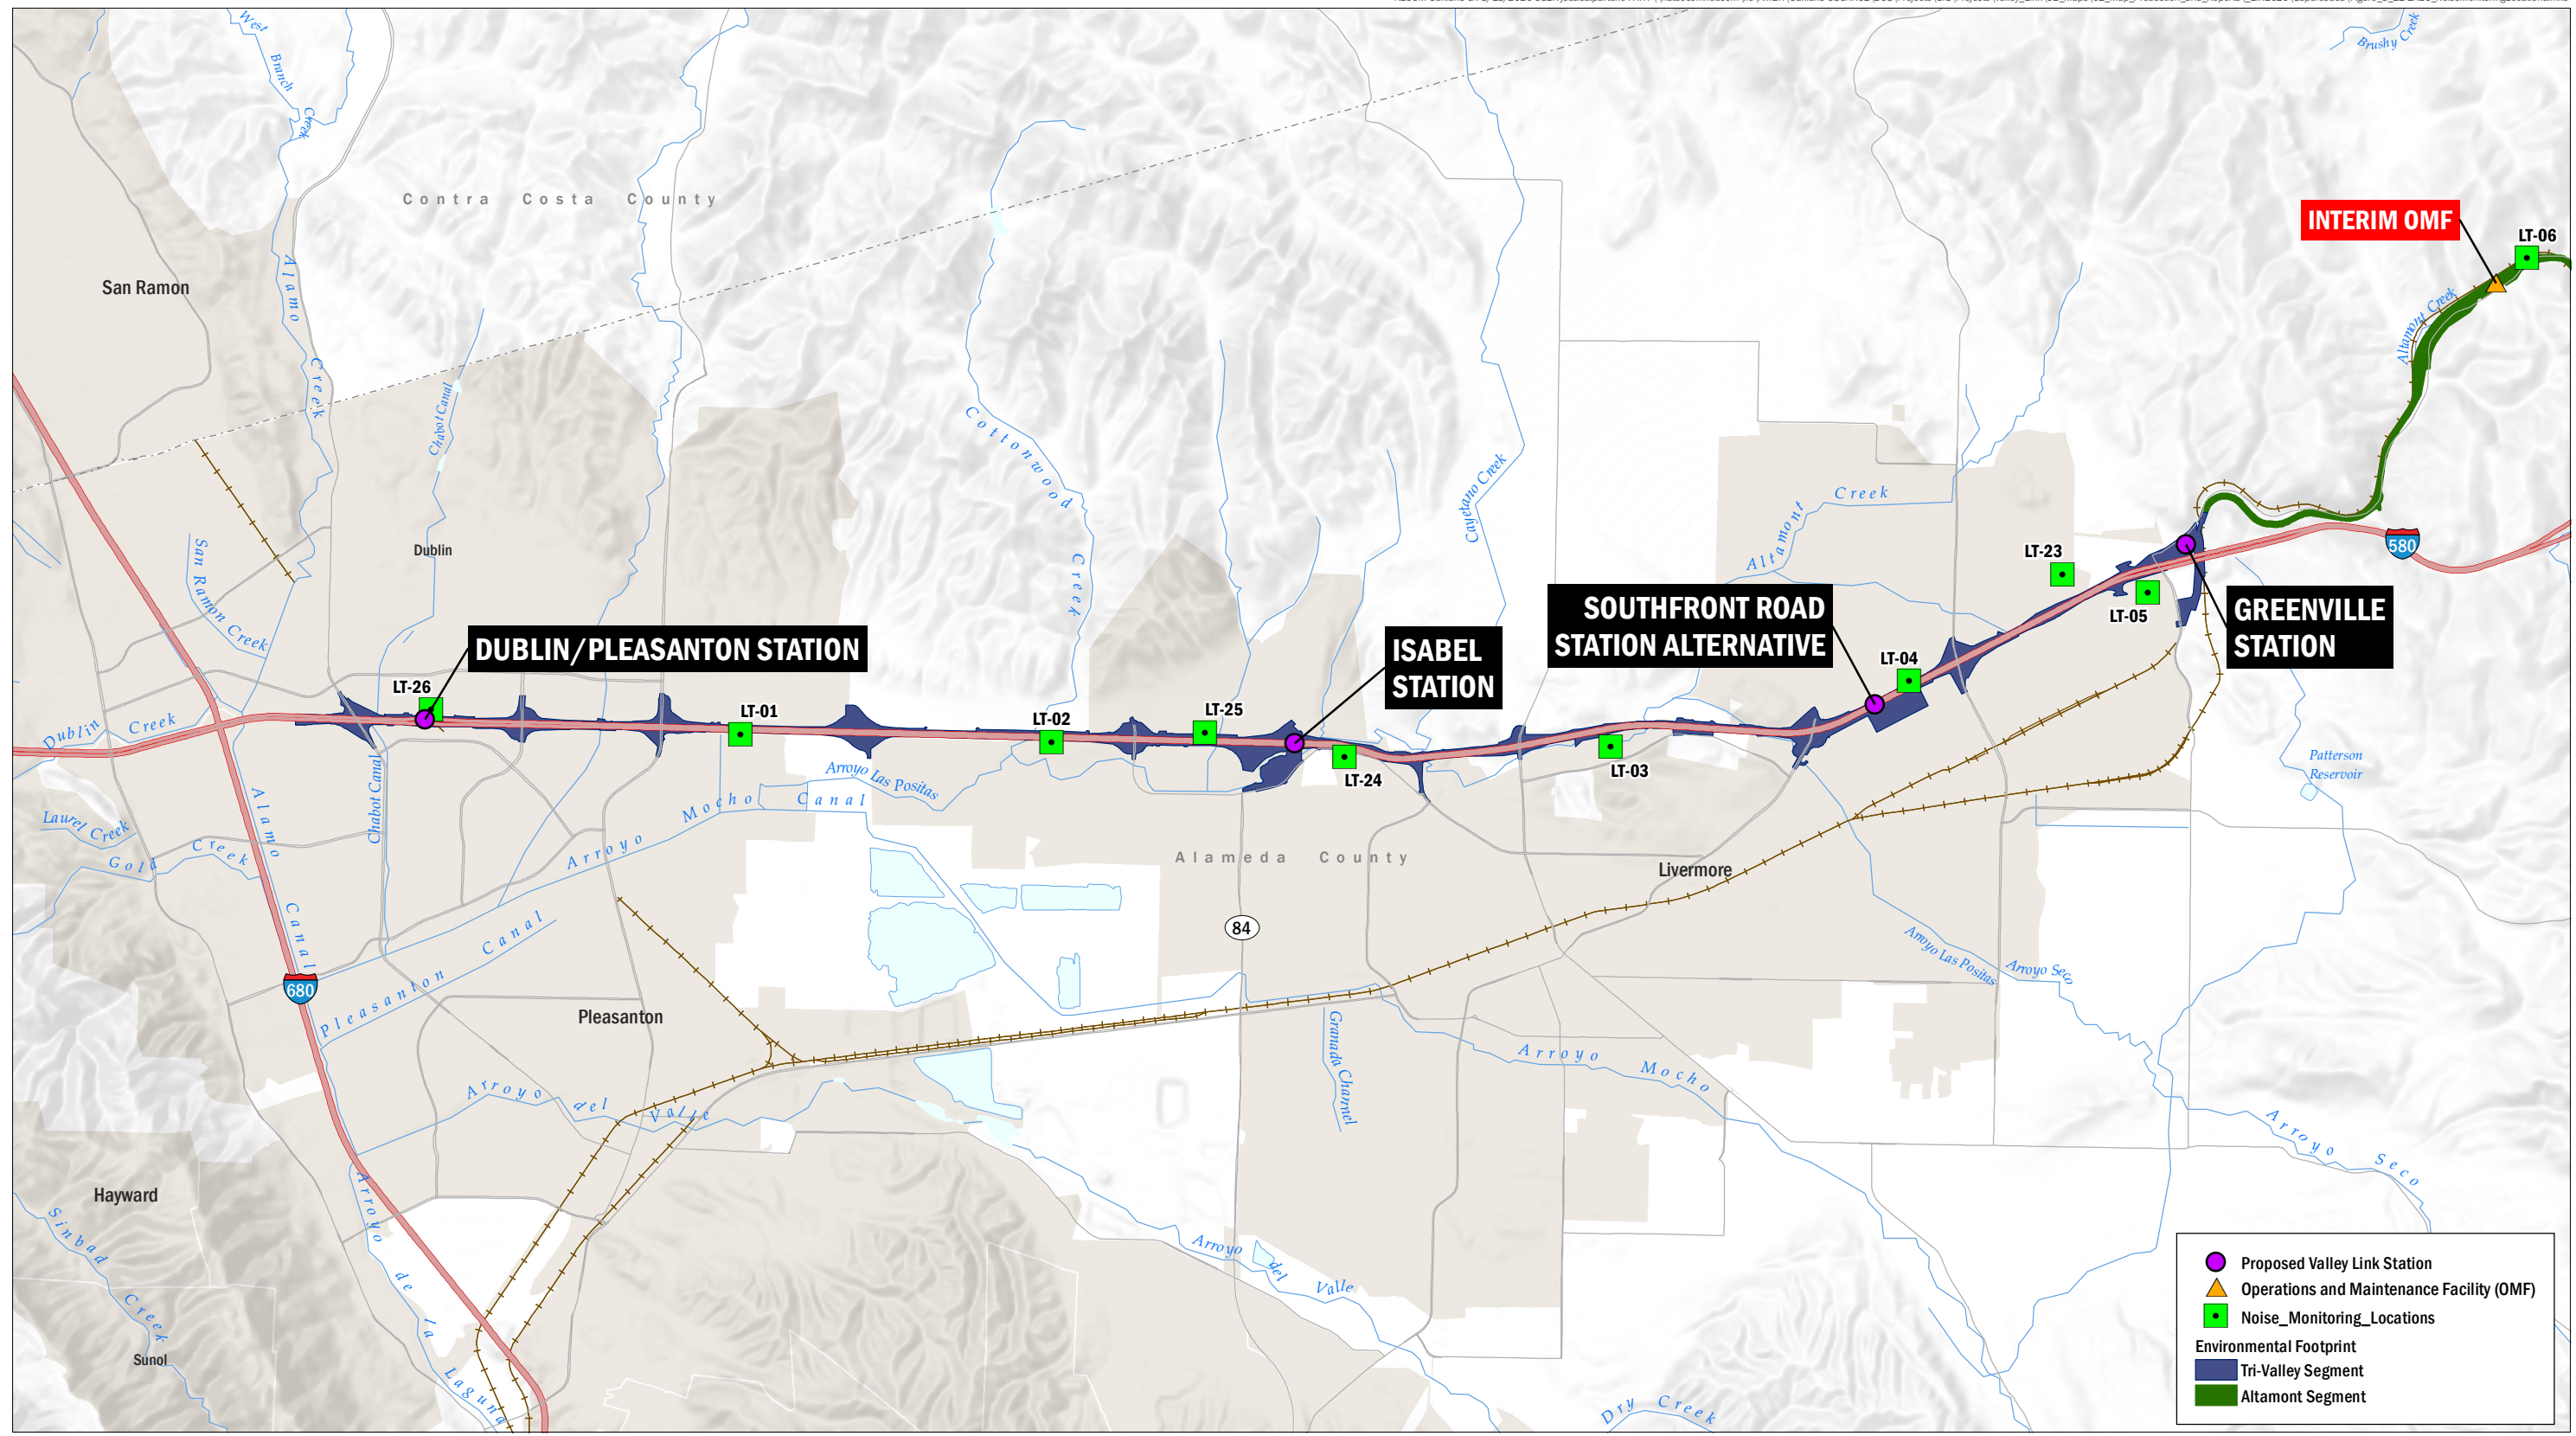 West
Branch
Creek
Brushy Creek
Contra Costa County
INTERIM OMF
LT-06
San Ramon
Alamo
Creek
Altamont Creek
Chabot Canal
Cottonwood
Creek
Cayetano Creek
Altamont
Creek
San Ramon Creek
Dublin
LT-23
580
LT-05
SOUTHFRONT ROAD
STATION ALTERNATIVE
GREENVILLE
STATION
DUBLIN/PLEASANTON STATION
ISABEL
STATION
LT-04
LT-26
LT-01
LT-02
LT-25
LT-24
LT-03
Dublin Creek
Chabot Canal
Arroyo Las Positas
Patterson
Reservoir
Laurel Creek
Gold Creek
Alamo
Canal
Arroyo Mocho Canal
Alameda County
Livermore
84
680
Pleasanton Canal
Arroyo Las Positas
Arroyo Seco
Pleasanton
Granada Channel
Arroyo Mocho
Arroyo del Valle
Arroyo Seco
Hayward
Sinbad
Creek
Arroyo
de la
Laguna
Arroyo
del
Valle
Sunol
Dry Creek
Proposed Valley Link Station
Operations and Maintenance Facility (OMF)
Noise_Monitoring_Locations
Environmental Footprint
Tri-Valley Segment
Altamont Segment